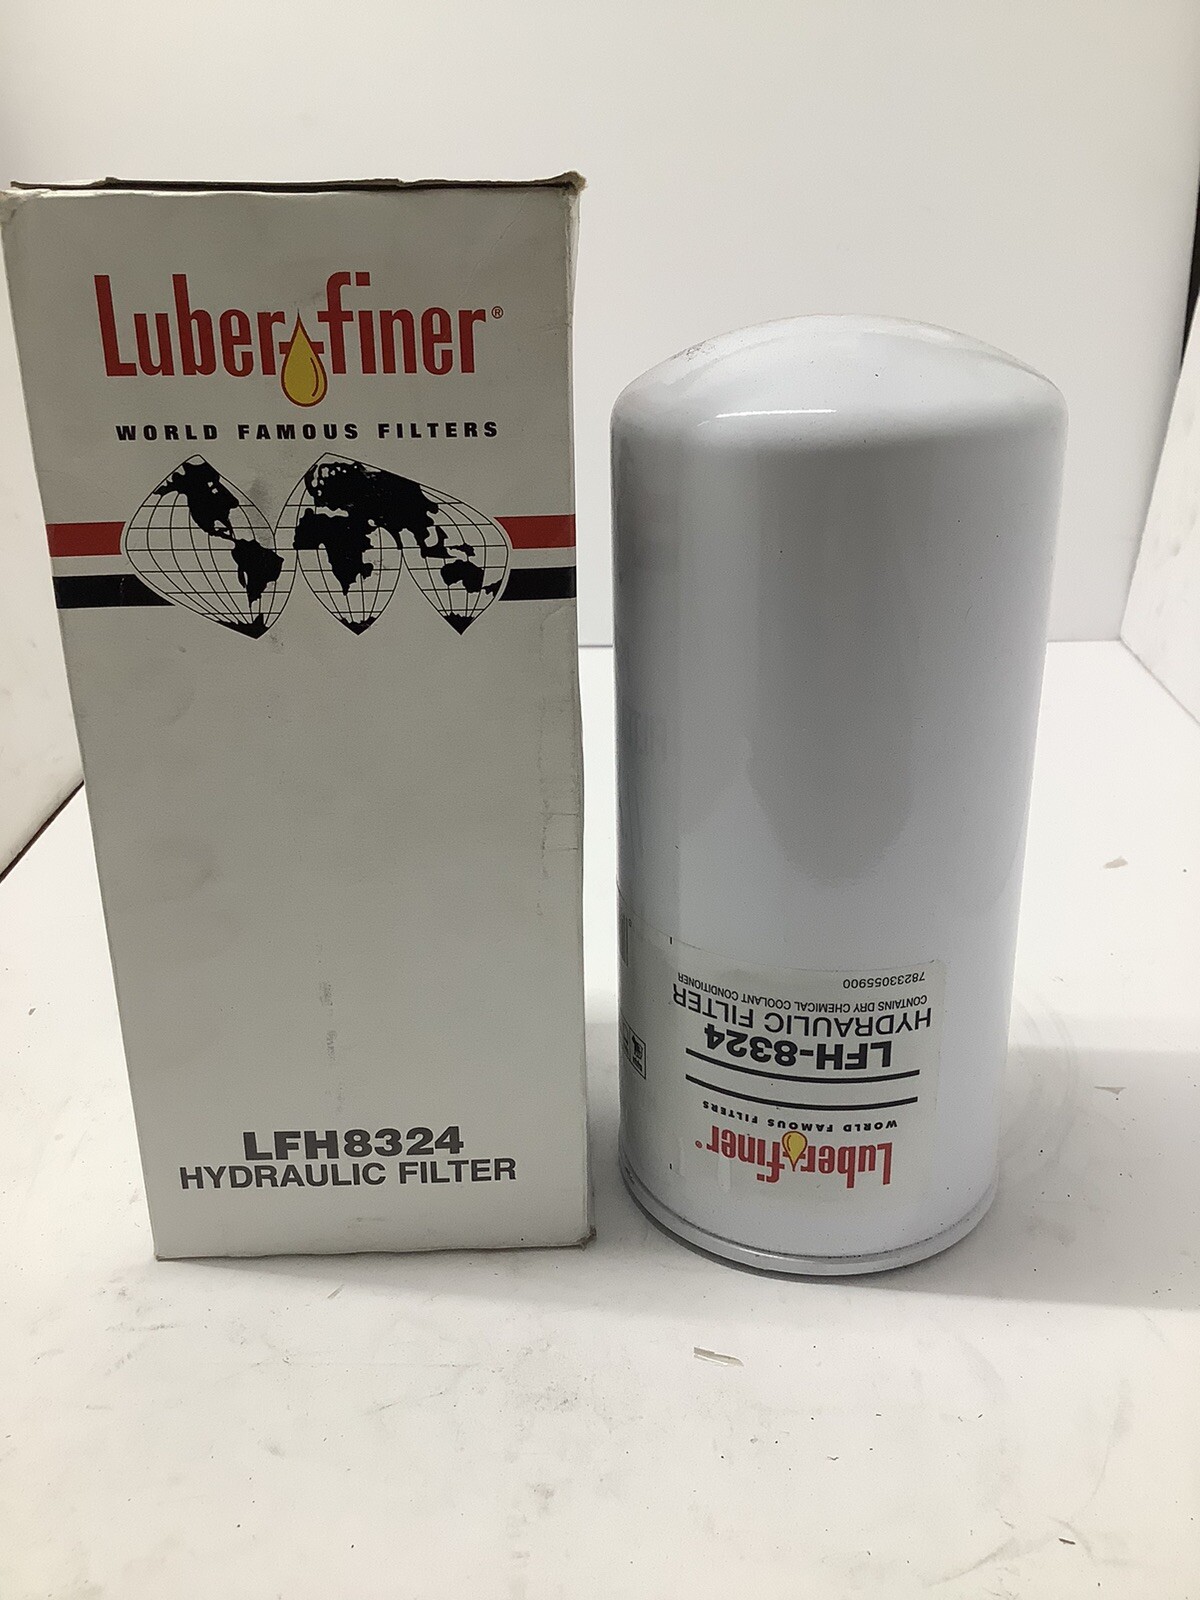 Luber-finer®
WORLD FAMOUS FILTERS
LFH8324
HYDRAULIC FILTER
Luber-finer®
WORLD FAMOUS FILTERS
LFH-8324
HYDRAULIC FILTER
CONTAINS DRY CHEMICAL COOLANT CONDITIONER
78233055900